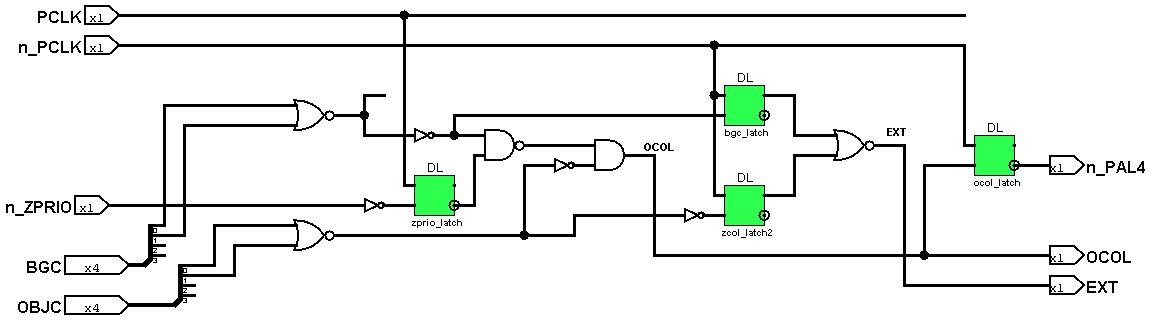 PCLK x1
n_PCLK x1
DL
bgc_latch
EXT
DL
ocol_latch
x1 n_PAL4
OCOL
DL
zprio_latch
DL
zcol_latch2
n_ZPRIO x1
0
1
2
3
BGC x4
0
1
2
3
OBJC x4
x1 OCOL
x1 EXT